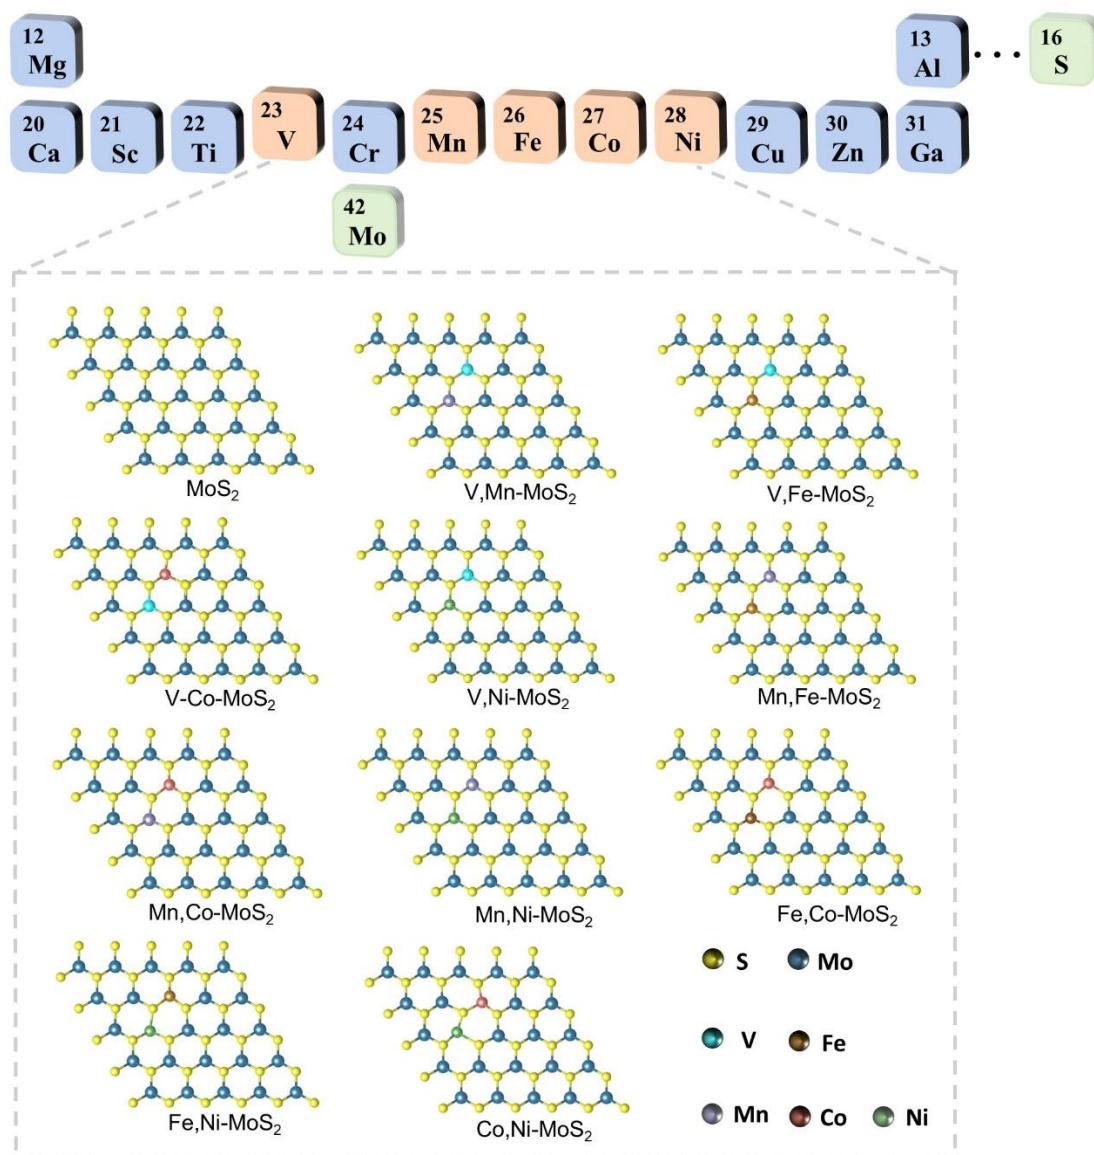 12 Mg 13 Al ··· 16 S
20 Ca 21 Sc 22 Ti 23 V 24 Cr 25 Mn 26 Fe 27 Co 28 Ni 29 Cu 30 Zn 31 Ga
42 Mo
MoS₂ V,Mn-MoS₂ V,Fe-MoS₂
V-Co-MoS₂ V,Ni-MoS₂ Mn,Fe-MoS₂
Mn,Co-MoS₂ Mn,Ni-MoS₂ Fe,Co-MoS₂
S Mo
V Fe
Mn Co Ni
Fe,Ni-MoS₂ Co,Ni-MoS₂